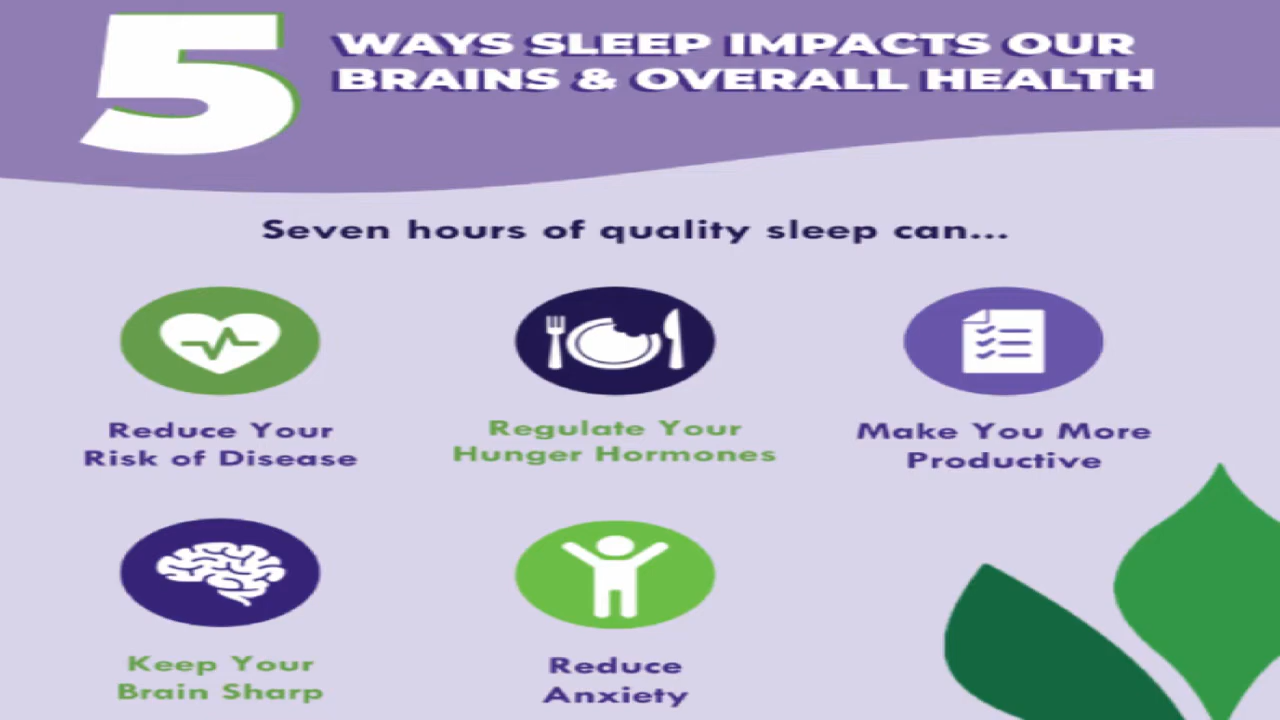 5
WAYS SLEEP IMPACTS OUR
BRAINS & OVERALL HEALTH
Seven hours of quality sleep can...
Reduce Your
Risk of Disease
Regulate Your
Hunger Hormones
Make You More
Productive
Keep Your
Brain Sharp
Reduce
Anxiety